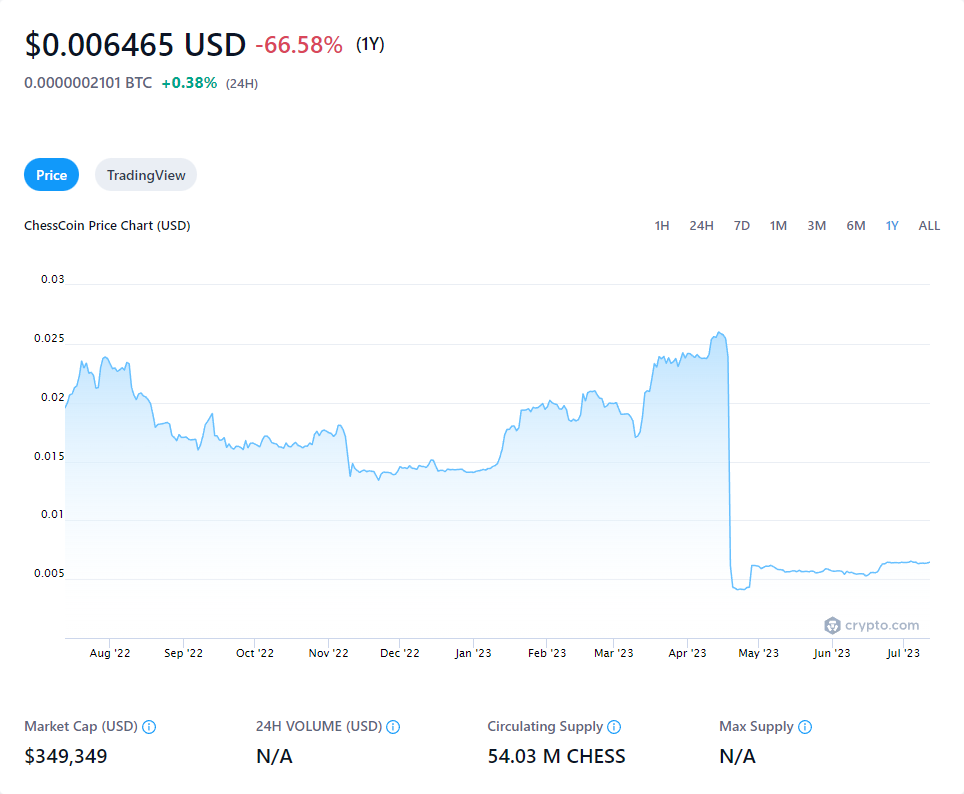 $0.006465 USD -66.58% (1Y)
0.0000002101 BTC +0.38% (24H)
Price TradingView
ChessCoin Price Chart (USD) 1H 24H 7D 1M 3M 6M 1Y ALL
0.03
0.025
0.02
0.015
0.01
0.005
crypto.com
Aug '22 Sep '22 Oct '22 Nov '22 Dec '22 Jan '23 Feb '23 Mar '23 Apr '23 May '23 Jun '23 Jul '23
Market Cap (USD) 24H VOLUME (USD) Circulating Supply Max Supply
$349,349 N/A 54.03 M CHESS N/A